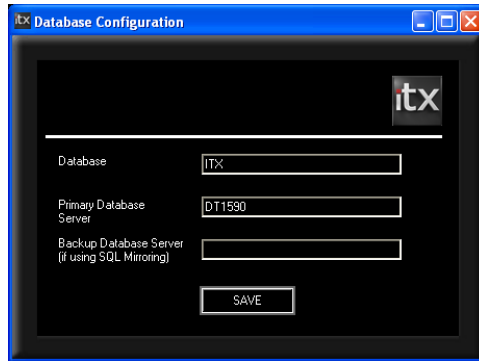 itx Database Configuration
itx
Database
ITX
Primary Database
Server
DT1590
Backup Database Server
(if using SQL Mirroring)
SAVE